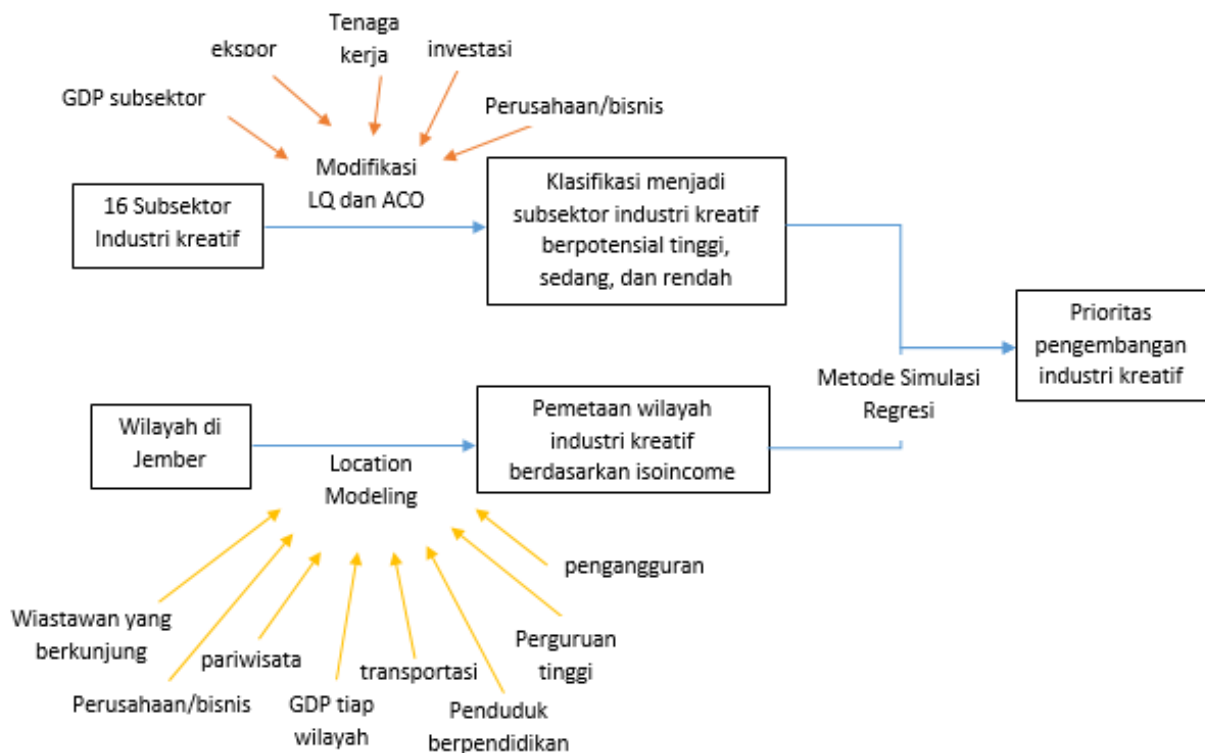 Tenaga
kerja
eksoor
investasi
GDP subsektor
Perusahaan/bisnis
Modifikasi
LQ dan ACO
16 Subsektor
Industri kreatif
Klasifikasi menjadi
subsektor industri kreatif
berpotensial tinggi,
sedang, dan rendah
Prioritas
pengembangan
industri kreatif
Metode Simulasi
Regresi
Wilayah di
Jember
Location
Modeling
Pemetaan wilayah
industri kreatif
berdasarkan isoincome
Wiastawan yang
berkunjung
Perusahaan/bisnis
pariwisata
GDP tiap
wilayah
transportasi
Penduduk
berpendidikan
Perguruan
tinggi
pengangguran